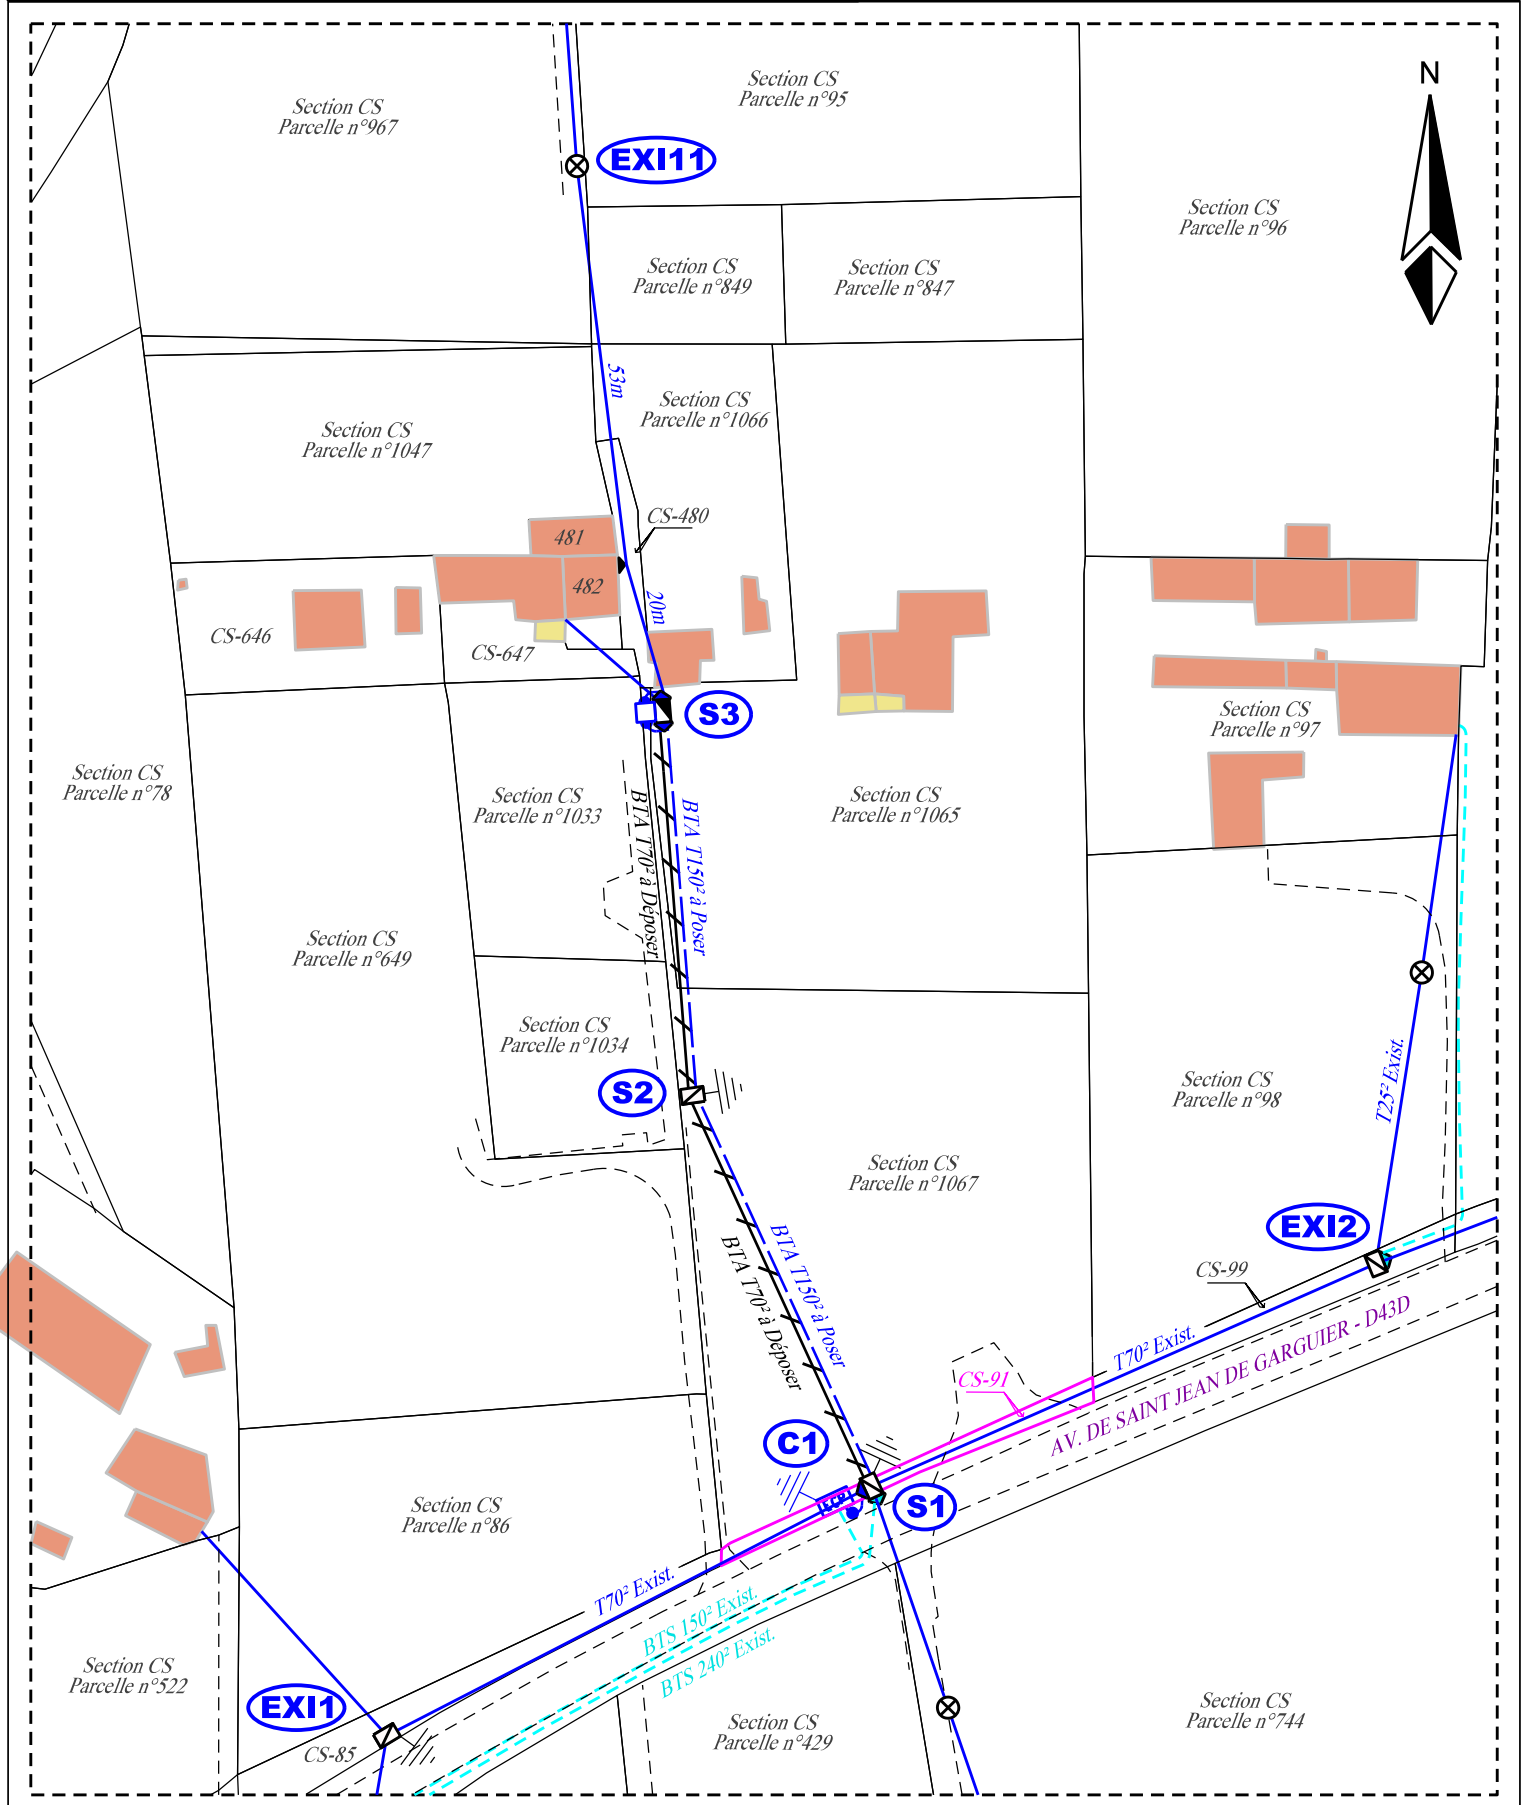 Section CS
Parcelle n°95
N
Section CS
Parcelle n°967
EXI11
Section CS
Parcelle n°96
Section CS
Parcelle n°849
Section CS
Parcelle n°847
53m
Section CS
Parcelle n°1066
Section CS
Parcelle n°1047
CS-480
481
482
20m
CS-646
CS-647
S3
Section CS
Parcelle n°97
Section CS
Parcelle n°78
Section CS
Parcelle n°1033
BTA T70² à Déposer
BTA T150² à Poser
Section CS
Parcelle n°1065
Section CS
Parcelle n°649
Section CS
Parcelle n°1034
S2
T25² Exist.
Section CS
Parcelle n°98
Section CS
Parcelle n°1067
EXI2
BTA T70² à Déposer
BTA T150² à Poser
CS-99
T70² Exist.
AV. DE SAINT JEAN DE GARGUIER - D43D
CS-91
C1
S1
Section CS
Parcelle n°86
T70² Exist.
BTS 150² Exist.
BTS 240² Exist.
Section CS
Parcelle n°522
EXI1
CS-85
Section CS
Parcelle n°429
Section CS
Parcelle n°744